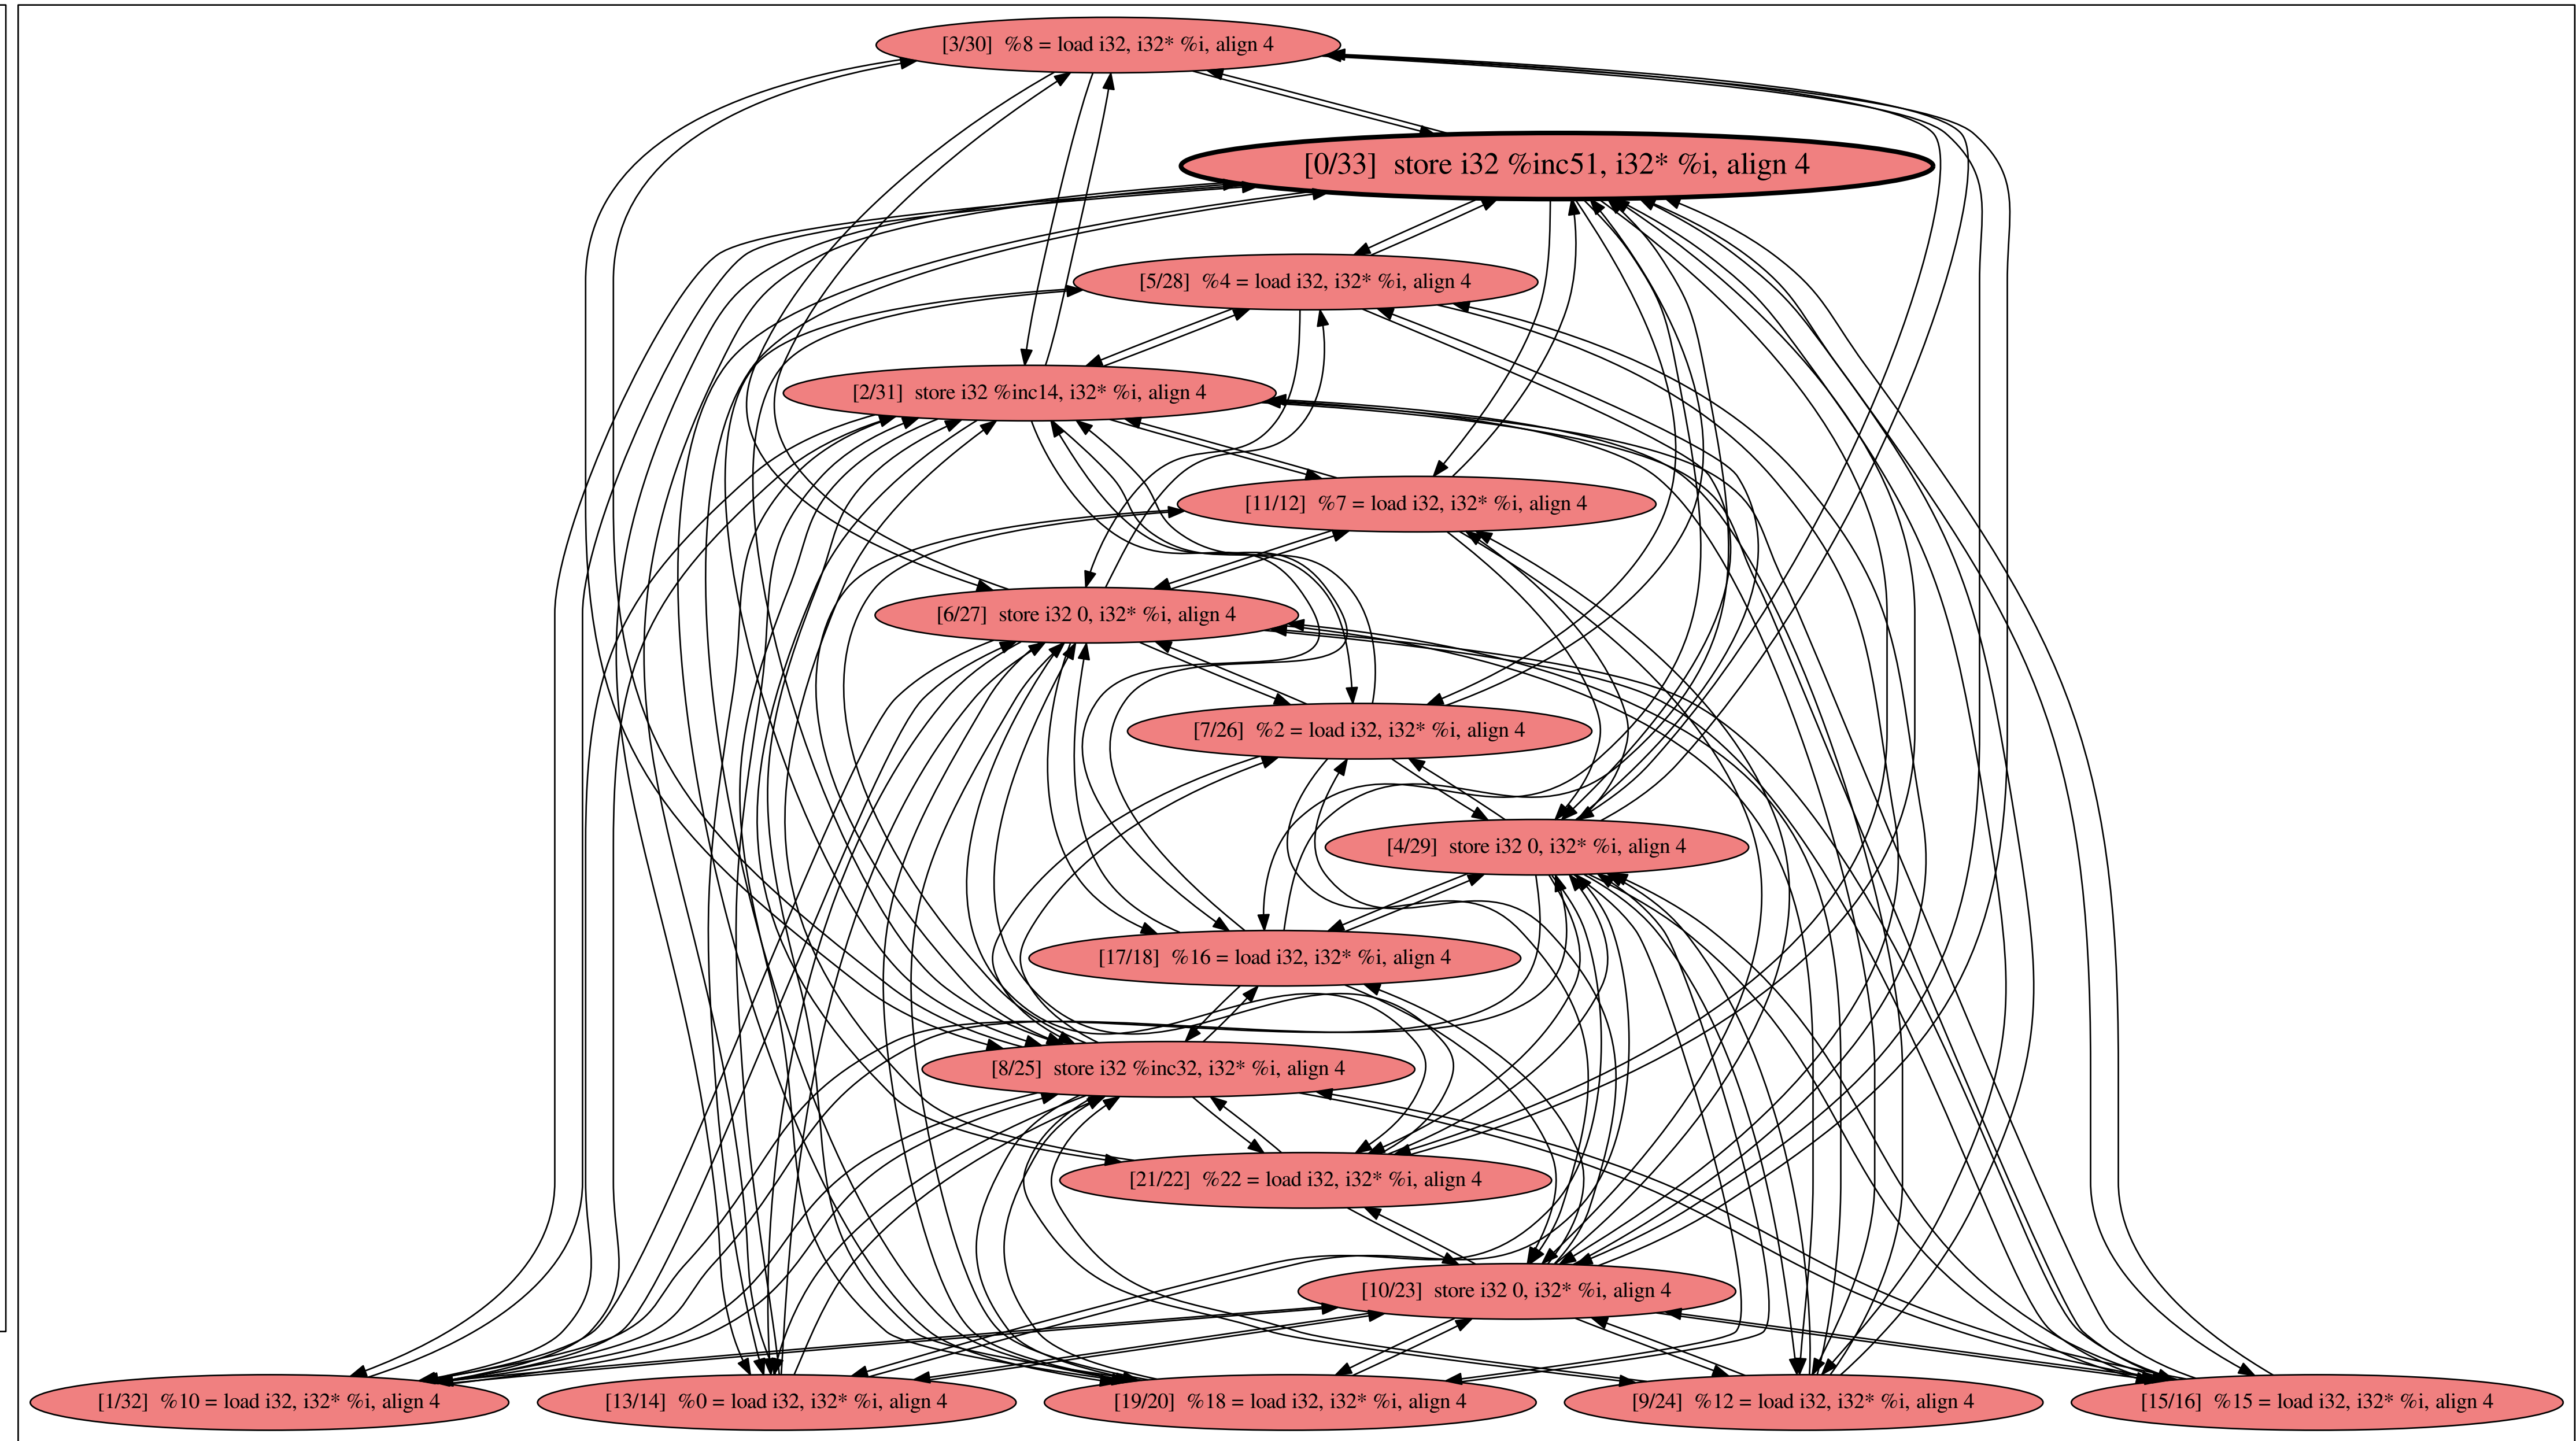 [3/30] %8 = load i32, i32* %i, align 4
[0/33] store i32 %inc51, i32* %i, align 4
[5/28] %4 = load i32, i32* %i, align 4
[2/31] store i32 %inc14, i32* %i, align 4
[11/12] %7 = load i32, i32* %i, align 4
[6/27] store i32 0, i32* %i, align 4
[7/26] %2 = load i32, i32* %i, align 4
[4/29] store i32 0, i32* %i, align 4
[17/18] %16 = load i32, i32* %i, align 4
[8/25] store i32 %inc32, i32* %i, align 4
[21/22] %22 = load i32, i32* %i, align 4
[10/23] store i32 0, i32* %i, align 4
[1/32] %10 = load i32, i32* %i, align 4
[13/14] %0 = load i32, i32* %i, align 4
[19/20] %18 = load i32, i32* %i, align 4
[9/24] %12 = load i32, i32* %i, align 4
[15/16] %15 = load i32, i32* %i, align 4